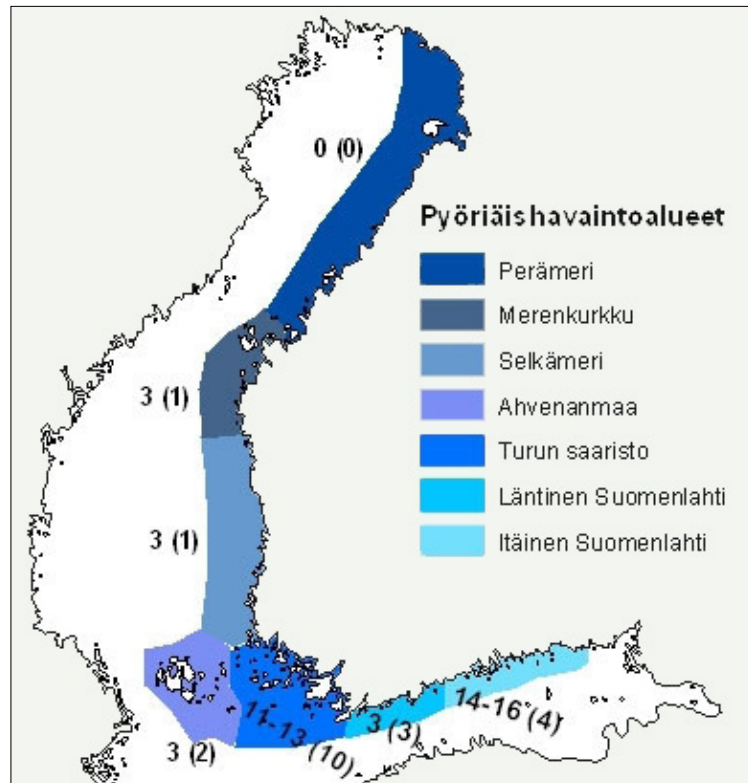 0 (0)
Pyöriäishavaintoalueet
Perämeri
Merenkurkku
Selkämeri
Ahvenanmaa
Turun saaristo
Läntinen Suomenlahti
Itäinen Suomenlahti
3 (1)
3 (1)
3 (2)
11-13 (10)
3 (3)
14-16 (4)